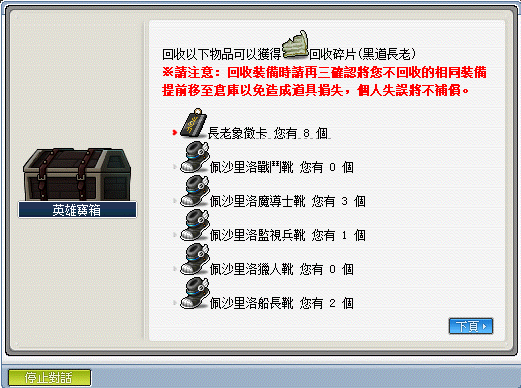 回收以下物品可以獲得回收碎片(黑道長老)
※請注意：回收裝備時請再三確認將您不回收的相同裝備
提前移至倉庫以免造成道具損失，個人失誤將不補償。
長老象徵卡 您有 8 個
佩沙里洛戰鬥靴 您有 0 個
佩沙里洛魔導士靴 您有 3 個
佩沙里洛監視兵靴 您有 1 個
佩沙里洛獵人靴 您有 0 個
佩沙里洛船長靴 您有 2 個
英雄寶箱
下頁
停止對話